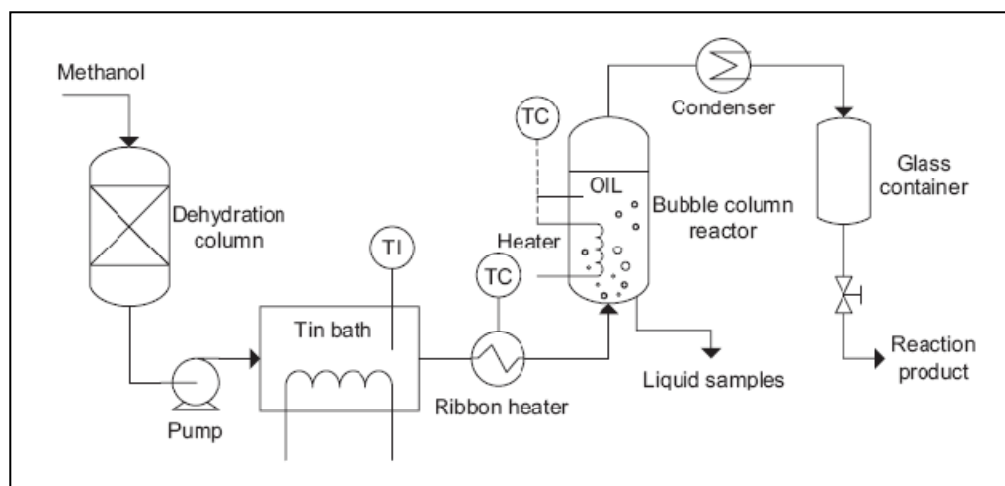 Methanol
Dehydration
column
Pump
Tin bath
TI
TC
Ribbon heater
TC
Heater
OIL
Bubble column
reactor
Liquid samples
Condenser
Glass
container
Reaction
product